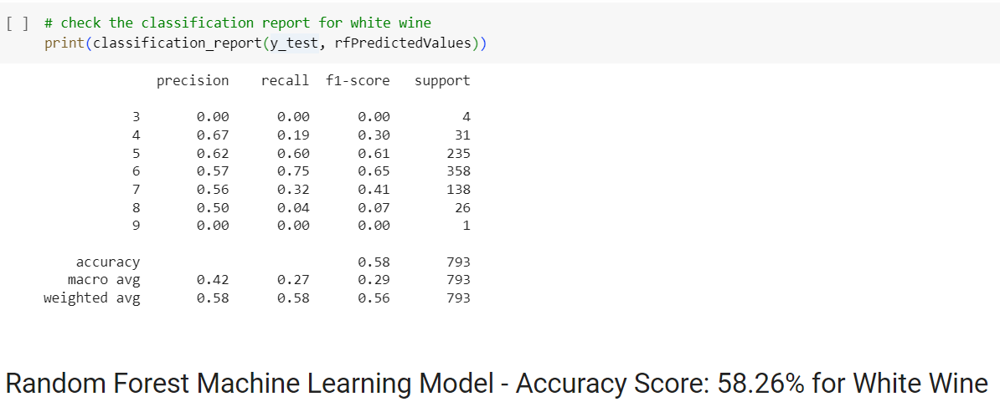 [ ] # check the classification report for white wine
print(classification_report(y_test, rfPredictedValues))
precision recall f1-score support
3 0.00 0.00 0.00 4
4 0.67 0.19 0.30 31
5 0.62 0.60 0.61 235
6 0.57 0.75 0.65 358
7 0.56 0.32 0.41 138
8 0.50 0.04 0.07 26
9 0.00 0.00 0.00 1
accuracy 0.58 793
macro avg 0.42 0.27 0.29 793
weighted avg 0.58 0.58 0.56 793
Random Forest Machine Learning Model - Accuracy Score: 58.26% for White Wine